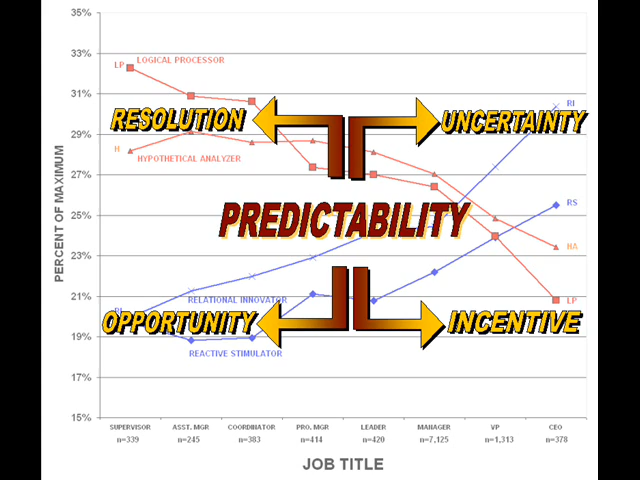 35%
33%
31%
29%
27%
25%
23%
21%
19%
17%
15%
PERCENT OF MAXIMUM
LP
LOGICAL PROCESSOR
RI
RESOLUTION
UNCERTAINTY
H
HYPOTHETICAL ANALYZER
PREDICTABILITY
RS
HA
RELATIONAL INNOVATOR
LP
OPPORTUNITY
INCENTIVE
REACTIVE STIMULATOR
SUPERVISOR ASST. MGR COORDINATOR PRO. MGR LEADER MANAGER VP CEO
n=339 n=245 n=383 n=414 n=420 n=7,125 n=1,313 n=378
JOB TITLE